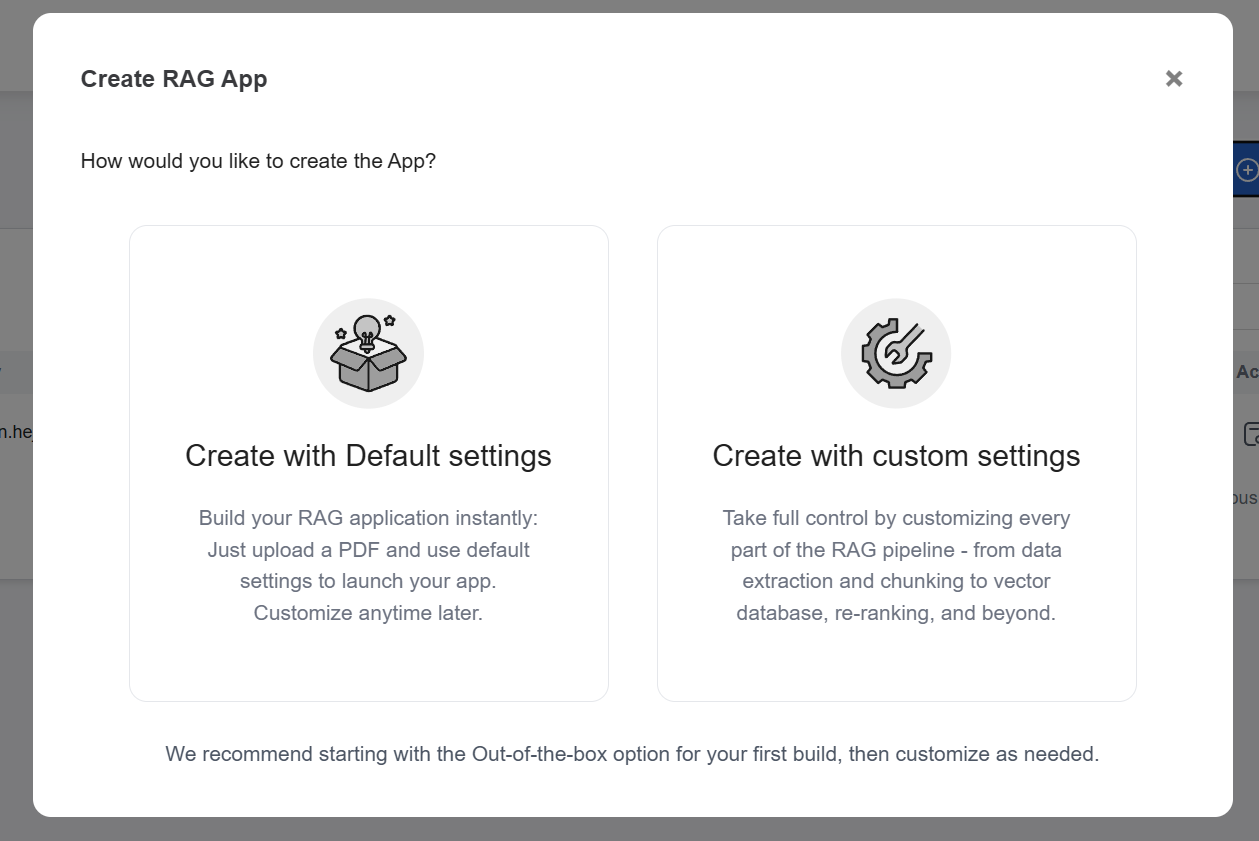 Create RAG App
How would you like to create the App?
Create with Default settings
Build your RAG application instantly:
Just upload a PDF and use default
settings to launch your app.
Customize anytime later.
Create with custom settings
Take full control by customizing every
part of the RAG pipeline - from data
extraction and chunking to vector
database, re-ranking, and beyond.
We recommend starting with the Out-of-the-box option for your first build, then customize as needed.